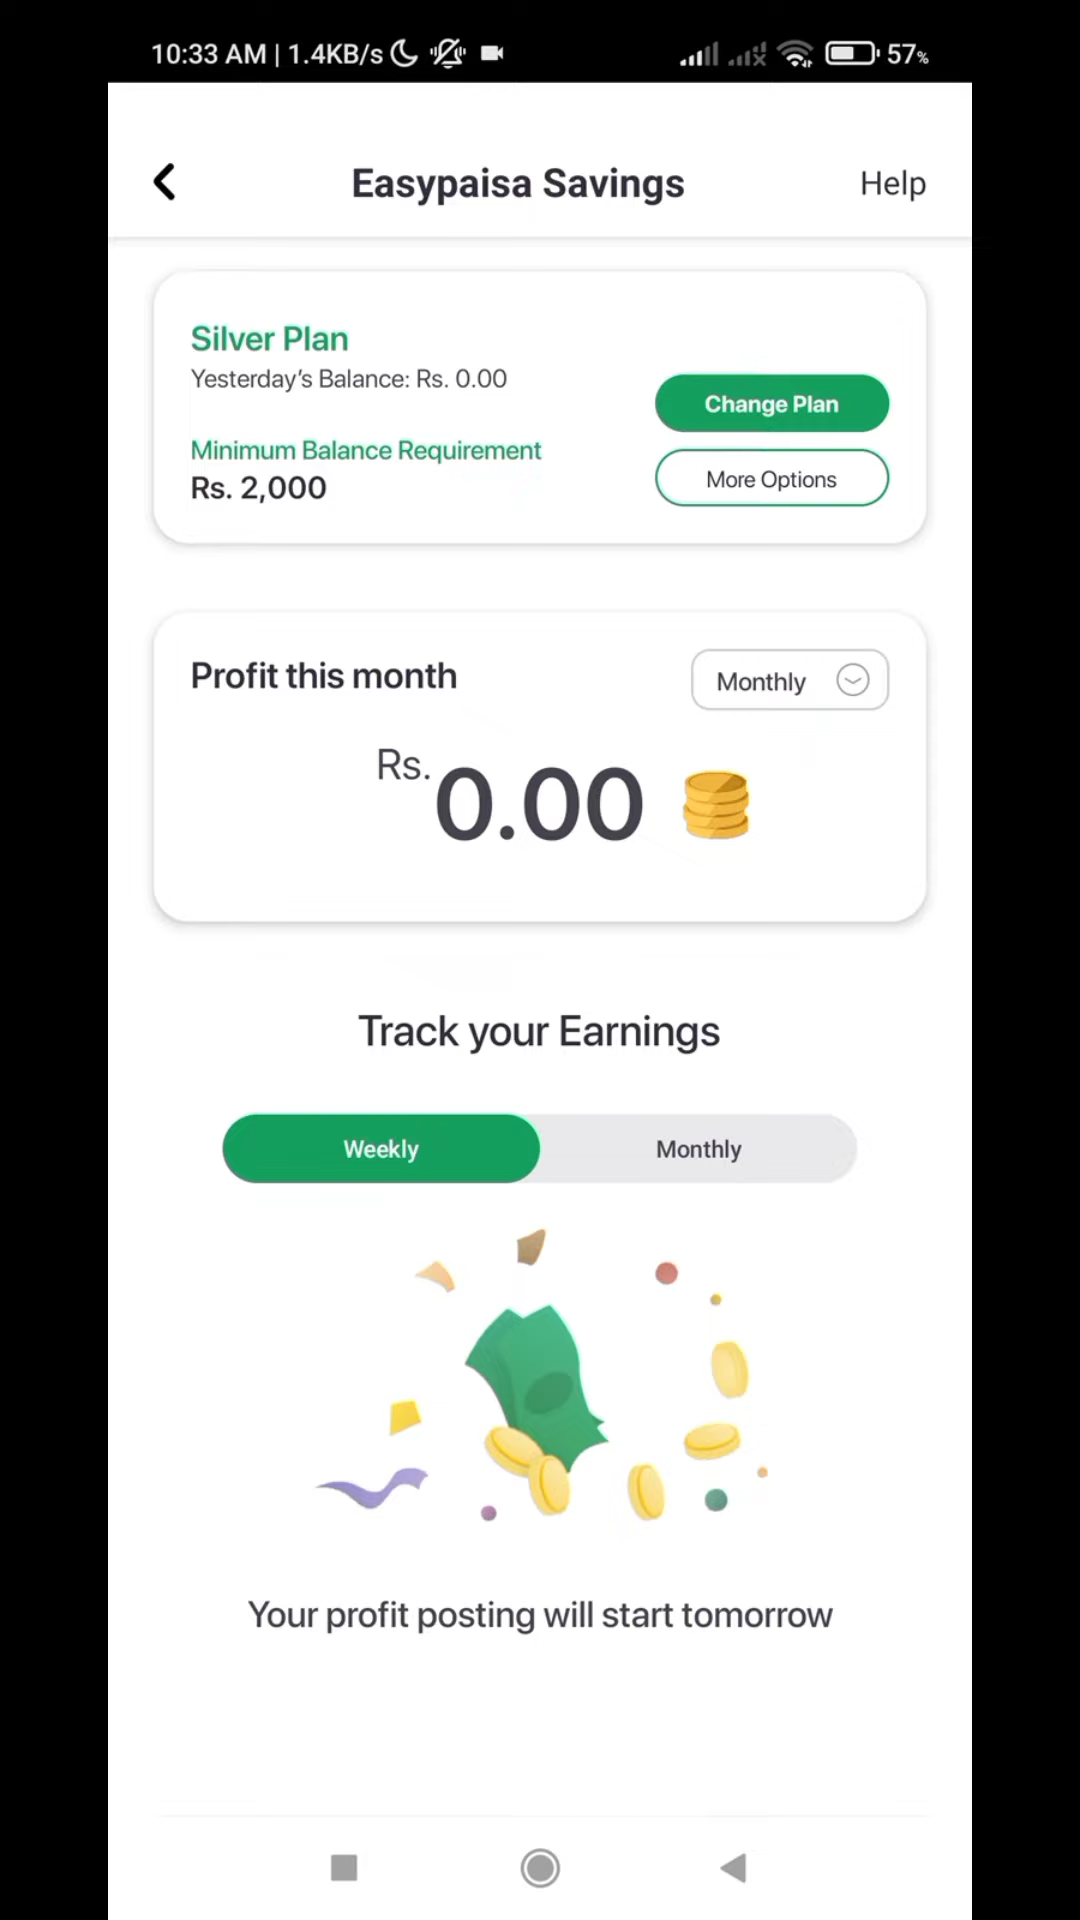 10:33 AM | 1.4KB/s 57%
Easypaisa Savings Help
Silver Plan
Yesterday's Balance: Rs. 0.00
Change Plan
Minimum Balance Requirement
Rs. 2,000
More Options
Profit this month
Monthly
Rs. 0.00
Track your Earnings
Weekly Monthly
Your profit posting will start tomorrow